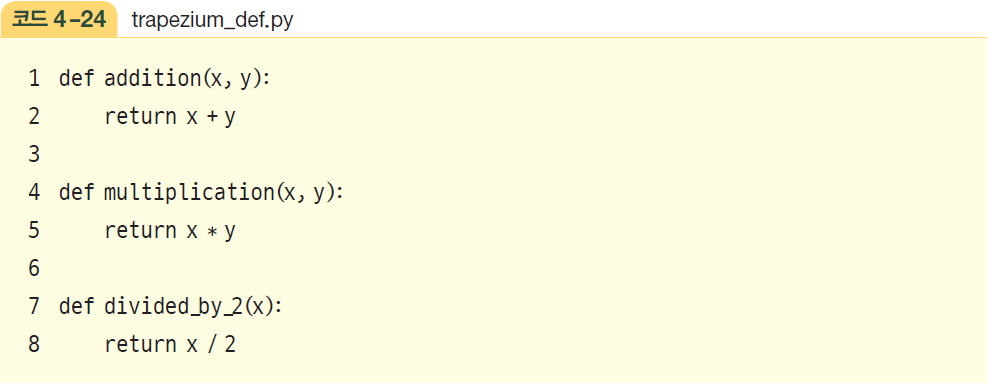 코드 4-24 trapezium_def.py
1 def addition(x, y):
2     return x + y
3
4 def multiplication(x, y):
5     return x * y
6
7 def divided_by_2(x):
8     return x / 2